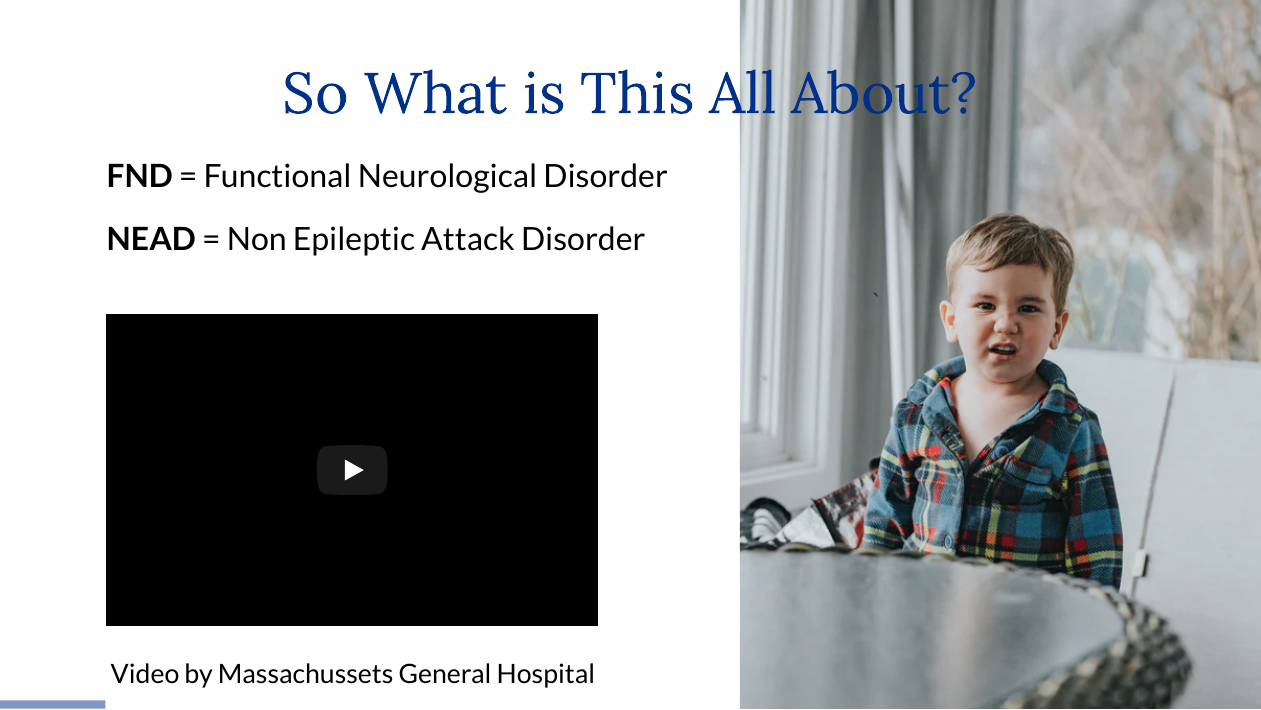 So What is This All About?
FND = Functional Neurological Disorder
NEAD = Non Epileptic Attack Disorder
Video by Massachussets General Hospital